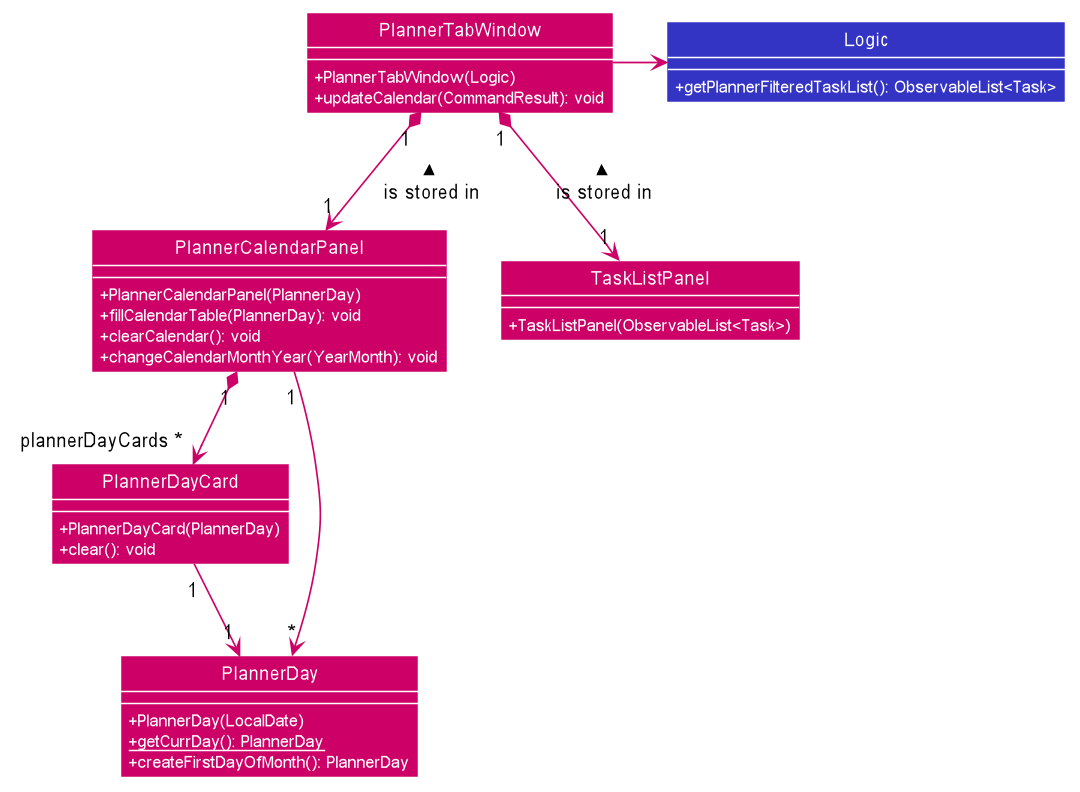 PlannerTabWindow
+PlannerTabWindow(Logic)
+updateCalendar(CommandResult): void
Logic
+getPlannerFilteredTaskList(): ObservableList<Task>
1
1
is stored in
is stored in
1
1
PlannerCalendarPanel
+PlannerCalendarPanel(PlannerDay)
+fillCalendarTable(PlannerDay): void
+clearCalendar(): void
+changeCalendarMonthYear(YearMonth): void
TaskListPanel
+TaskListPanel(ObservableList<Task>)
1
1
plannerDayCards *
PlannerDayCard
+PlannerDayCard(PlannerDay)
+clear(): void
1
1
*
PlannerDay
+PlannerDay(LocalDate)
+getCurrDay(): PlannerDay
+createFirstDayOfMonth(): PlannerDay